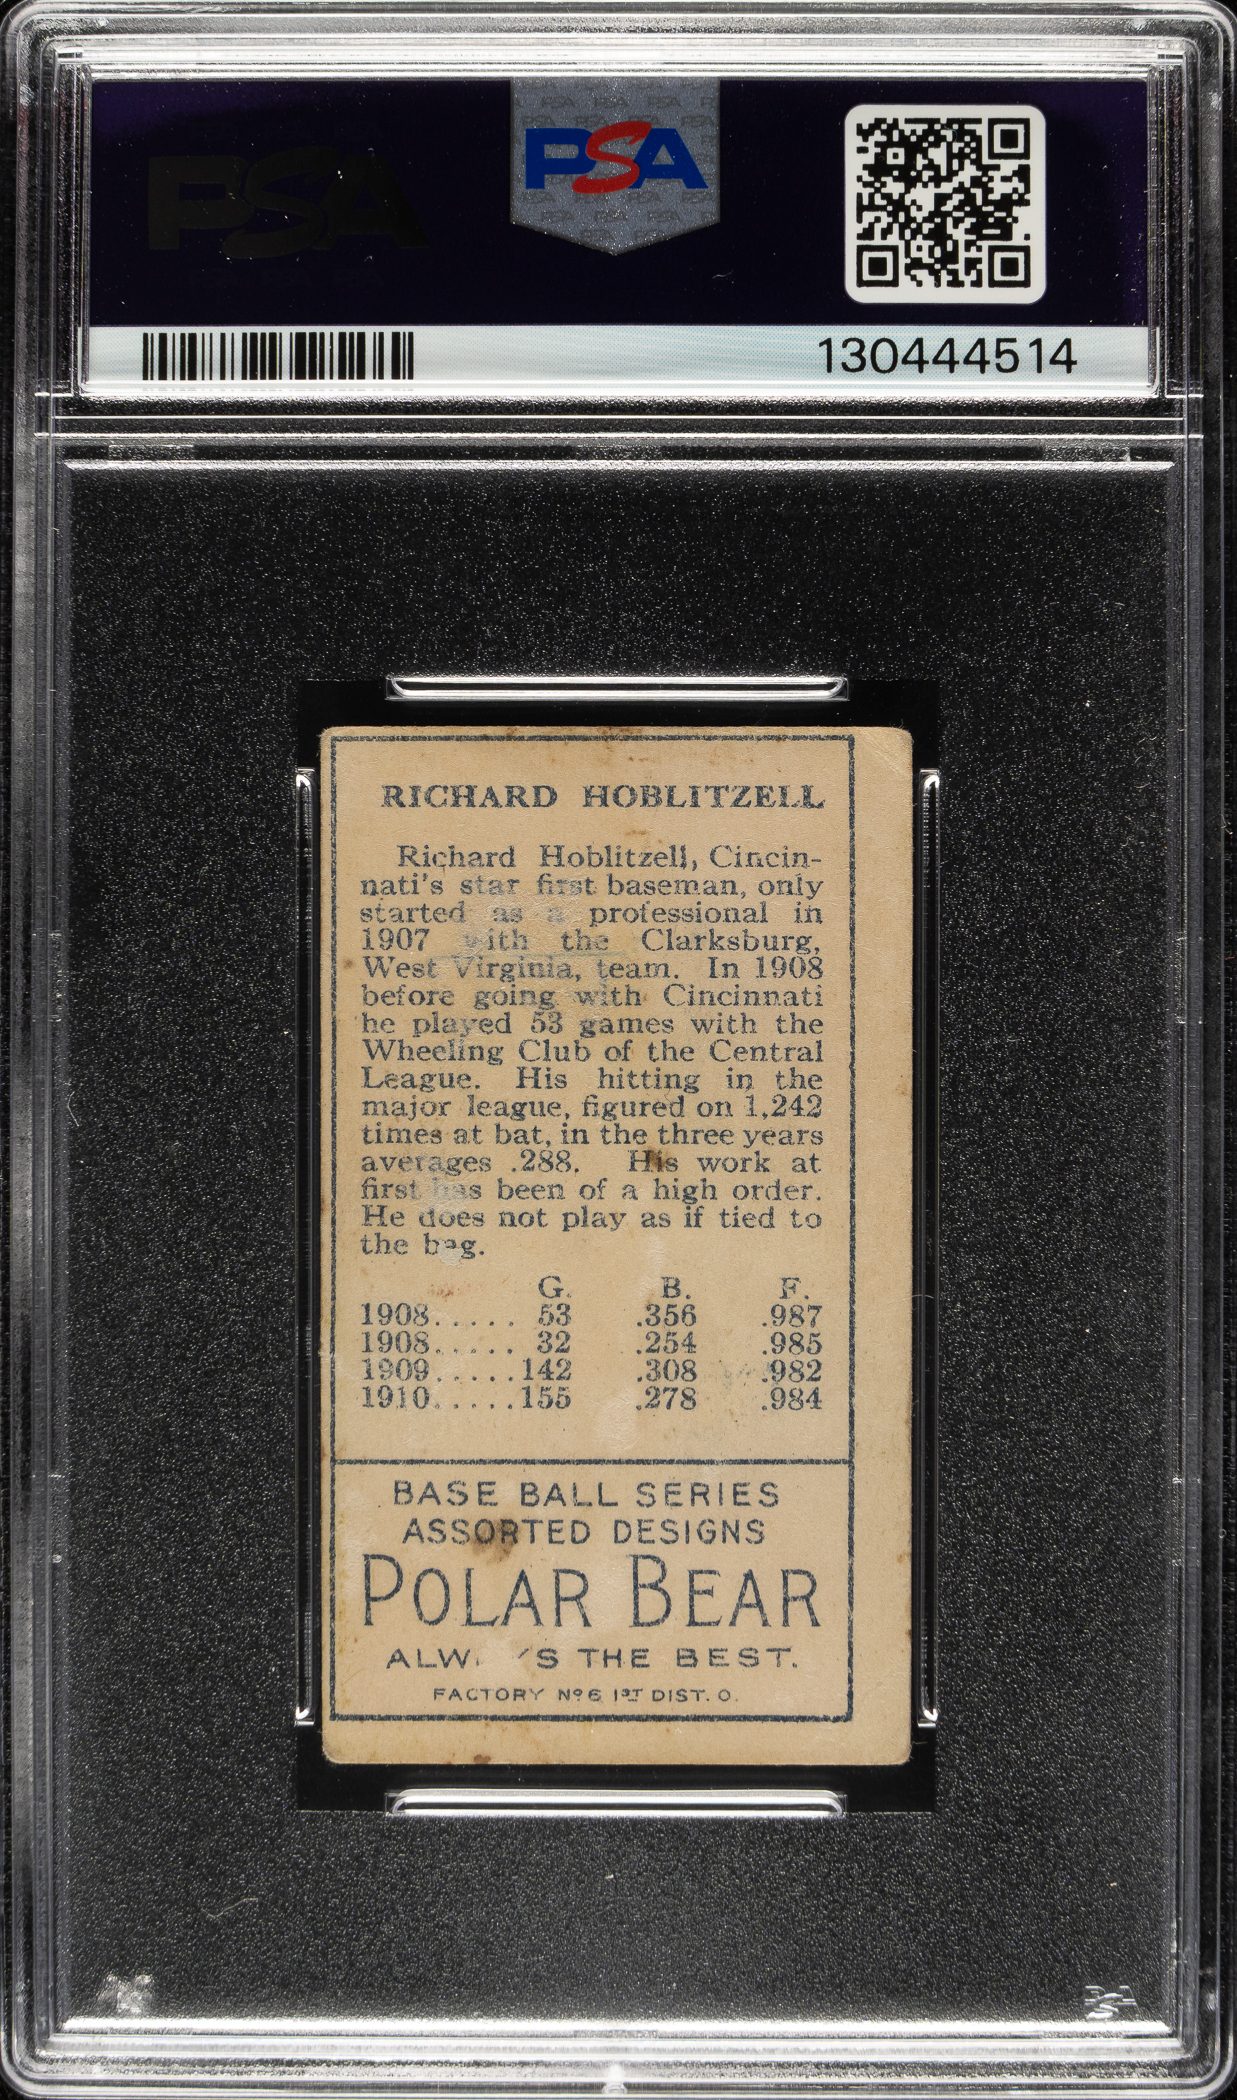 PSA
PSA
130444514
RICHARD HOBLITZELL
Richard Hoblitzell, Cincin-
nati's star first baseman, only
started as a professional in
1907 with the Clarksburg,
West Virginia, team. In 1908
before going with Cincinnati
he played 53 games with the
Wheeling Club of the Central
League. His hitting in the
major league, figured on 1,242
times at bat, in the three years
averages .288. His work at
first has been of a high order.
He does not play as if tied to
the bag.
G. B. F.
1908..... 53 .356 .987
1908..... 32 .254 .985
1909.....142 .308 .982
1910.....155 .278 .984
BASE BALL SERIES
ASSORTED DESIGNS
POLAR BEAR
ALWAYS THE BEST.
FACTORY Nº 6 1ST DIST. O.
PSA